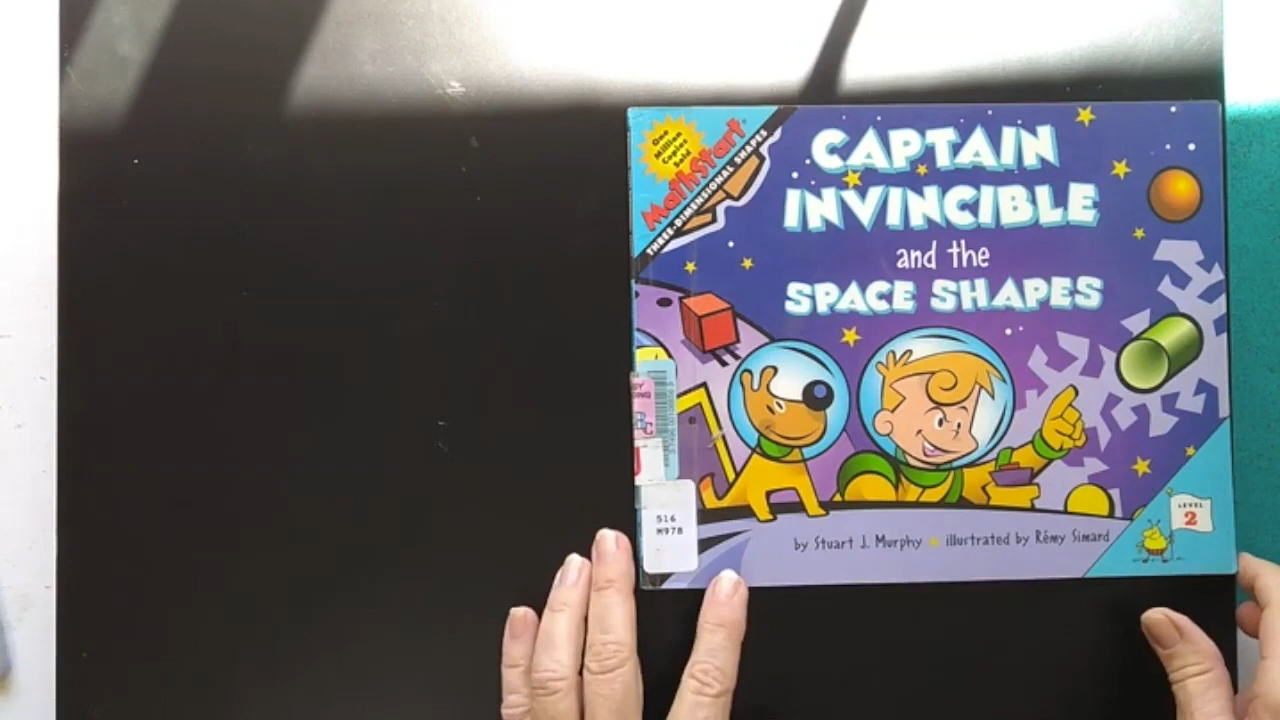 One
Million
Copies
Sold
MathStart®
THREE-DIMENSIONAL SHAPES
CAPTAIN
INVINCIBLE
and the
SPACE SHAPES
516
M978
by Stuart J. Murphy ★ illustrated by Rémy Simard
LEVEL
2